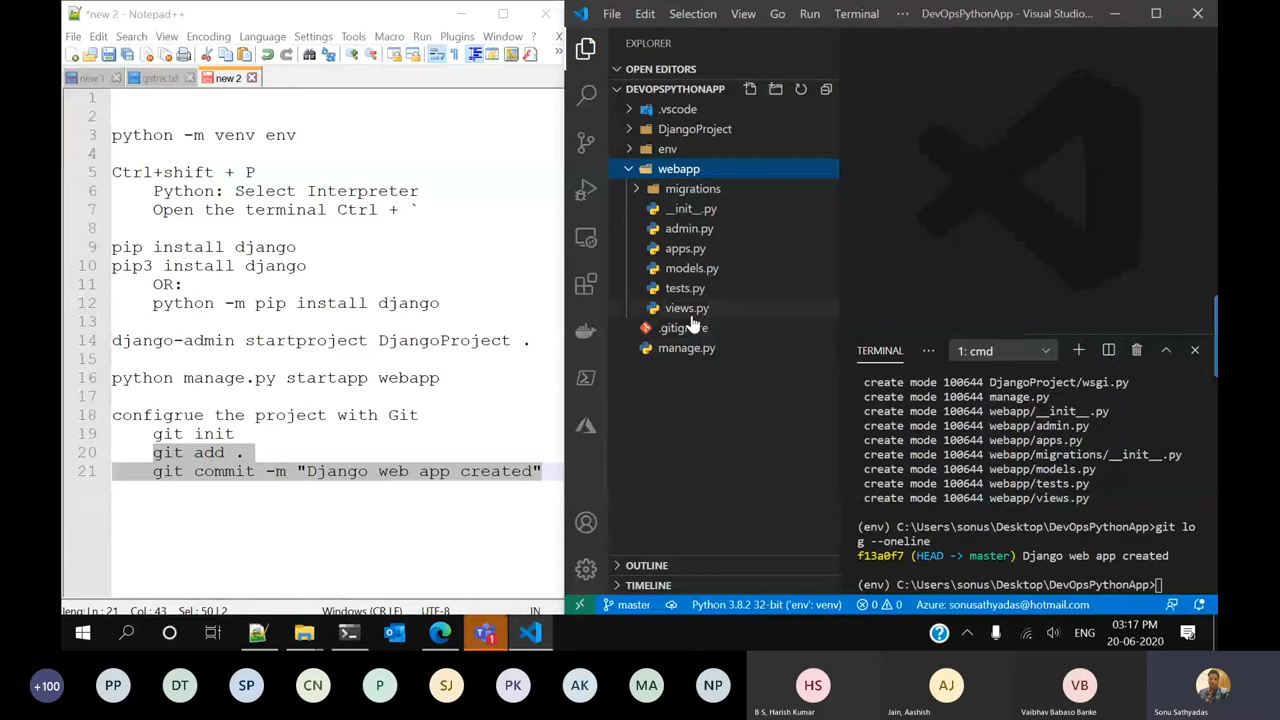 *new 2 - Notepad++
File Edit Search View Encoding Language Settings Tools Macro Run Plugins Window ? X
new 1 gstns.txt new 2
1
2
3 python -m venv env
4
5 Ctrl+shift + P
6 Python: Select Interpreter
7 Open the terminal Ctrl + `
8
9 pip install django
10 pip3 install django
11 OR:
12 python -m pip install django
13
14 django-admin startproject DjangoProject .
15
16 python manage.py startapp webapp
17
18 configrue the project with Git
19 git init
20 git add .
21 git commit -m "Django web app created"
leng: Ln : 21 Col : 43 Sel : 50 | 2 Windows (CR LF) UTF-8 IN
File Edit Selection View Go Run Terminal ··· DevOpsPythonApp - Visual Studio...
EXPLORER
OPEN EDITORS
DEVOPSPYTHONAPP
.vscode
DjangoProject
env
webapp
migrations
__init__.py
admin.py
apps.py
models.py
tests.py
views.py
.gitignore
manage.py
OUTLINE
TIMELINE
TERMINAL ··· 1: cmd
create mode 100644 DjangoProject/wsgi.py
create mode 100644 manage.py
create mode 100644 webapp/__init__.py
create mode 100644 webapp/admin.py
create mode 100644 webapp/apps.py
create mode 100644 webapp/migrations/__init__.py
create mode 100644 webapp/models.py
create mode 100644 webapp/tests.py
create mode 100644 webapp/views.py
(env) C:\Users\sonus\Desktop\DevOpsPythonApp>git lo
g --oneline
f13a0f7 (HEAD -> master) Django web app created
(env) C:\Users\sonus\Desktop\DevOpsPythonApp>
master Python 3.8.2 32-bit ('env': venv) 0 0 Azure: sonusathyadas@hotmail.com
1 ENG 03:17 PM
20-06-2020
+100 PP DT SP CN P SJ PK AK MA NP HS AJ VB
B S, Harish Kumar Jain, Aashish Vaibhav Babaso Banke Sonu Sathyadas